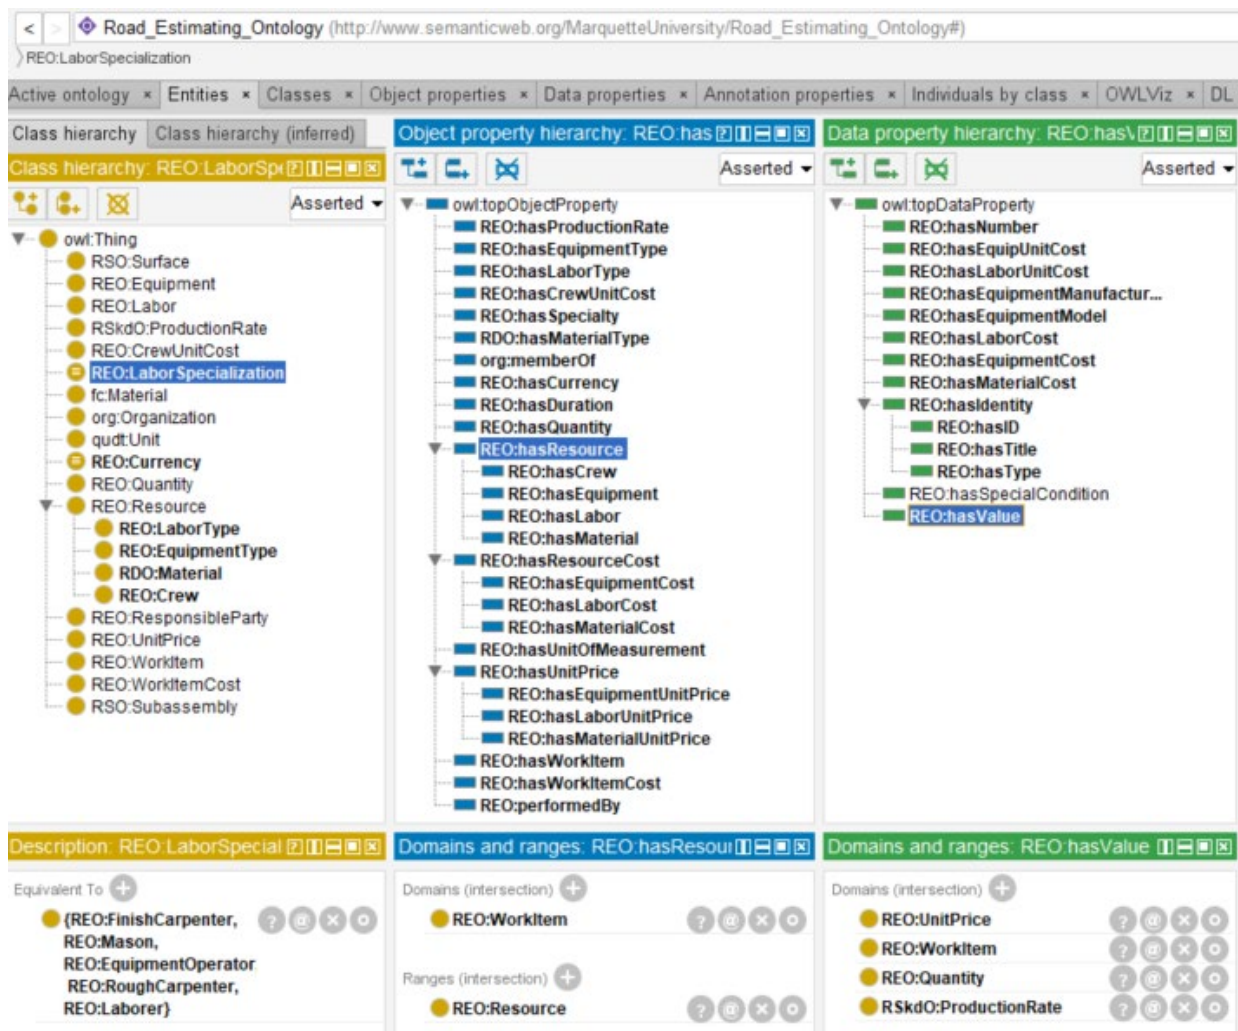 < > Road_Estimating_Ontology (http://www.semanticweb.org/MarquetteUniversity/Road_Estimating_Ontology#)
REO:LaborSpecialization
Active ontology × Entities × Classes × Object properties × Data properties × Annotation properties × Individuals by class × OWLViz × DL
Class hierarchy Class hierarchy (inferred)
Class hierarchy: REO:LaborSpe
Asserted
owl:Thing
RSO:Surface
REO:Equipment
REO:Labor
RSkdO:ProductionRate
REO:CrewUnitCost
REO:LaborSpecialization
fc:Material
org:Organization
qudt:Unit
REO:Currency
REO:Quantity
REO:Resource
REO:LaborType
REO:EquipmentType
RDO:Material
REO:Crew
REO:ResponsibleParty
REO:UnitPrice
REO:WorkItem
REO:WorkItemCost
RSO:Subassembly
Object property hierarchy: REO:has
Asserted
owl:topObjectProperty
REO:hasProductionRate
REO:hasEquipmentType
REO:hasLaborType
REO:hasCrewUnitCost
REO:hasSpecialty
RDO:hasMaterialType
org:memberOf
REO:hasCurrency
REO:hasDuration
REO:hasQuantity
REO:hasResource
REO:hasCrew
REO:hasEquipment
REO:hasLabor
REO:hasMaterial
REO:hasResourceCost
REO:hasEquipmentCost
REO:hasLaborCost
REO:hasMaterialCost
REO:hasUnitOfMeasurement
REO:hasUnitPrice
REO:hasEquipmentUnitPrice
REO:hasLaborUnitPrice
REO:hasMaterialUnitPrice
REO:hasWorkItem
REO:hasWorkItemCost
REO:performedBy
Data property hierarchy: REO:hasV
Asserted
owl:topDataProperty
REO:hasNumber
REO:hasEquipUnitCost
REO:hasLaborUnitCost
REO:hasEquipmentManufactur...
REO:hasEquipmentModel
REO:hasLaborCost
REO:hasEquipmentCost
REO:hasMaterialCost
REO:hasIdentity
REO:hasID
REO:hasTitle
REO:hasType
REO:hasSpecialCondition
REO:hasValue
Description: REO:LaborSpecial
Equivalent To
{REO:FinishCarpenter,
REO:Mason,
REO:EquipmentOperator
REO:RoughCarpenter,
REO:Laborer}
Domains and ranges: REO:hasResour
Domains (intersection)
REO:WorkItem
Ranges (intersection)
REO:Resource
Domains and ranges: REO:hasValue
Domains (intersection)
REO:UnitPrice
REO:WorkItem
REO:Quantity
RSkdO:ProductionRate